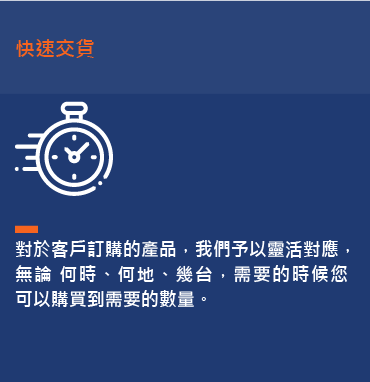 快速交貨
對於客戶訂購的產品，我們予以靈活對應，
無論 何時、何地、幾台，需要的時候您
可以購買到需要的數量。